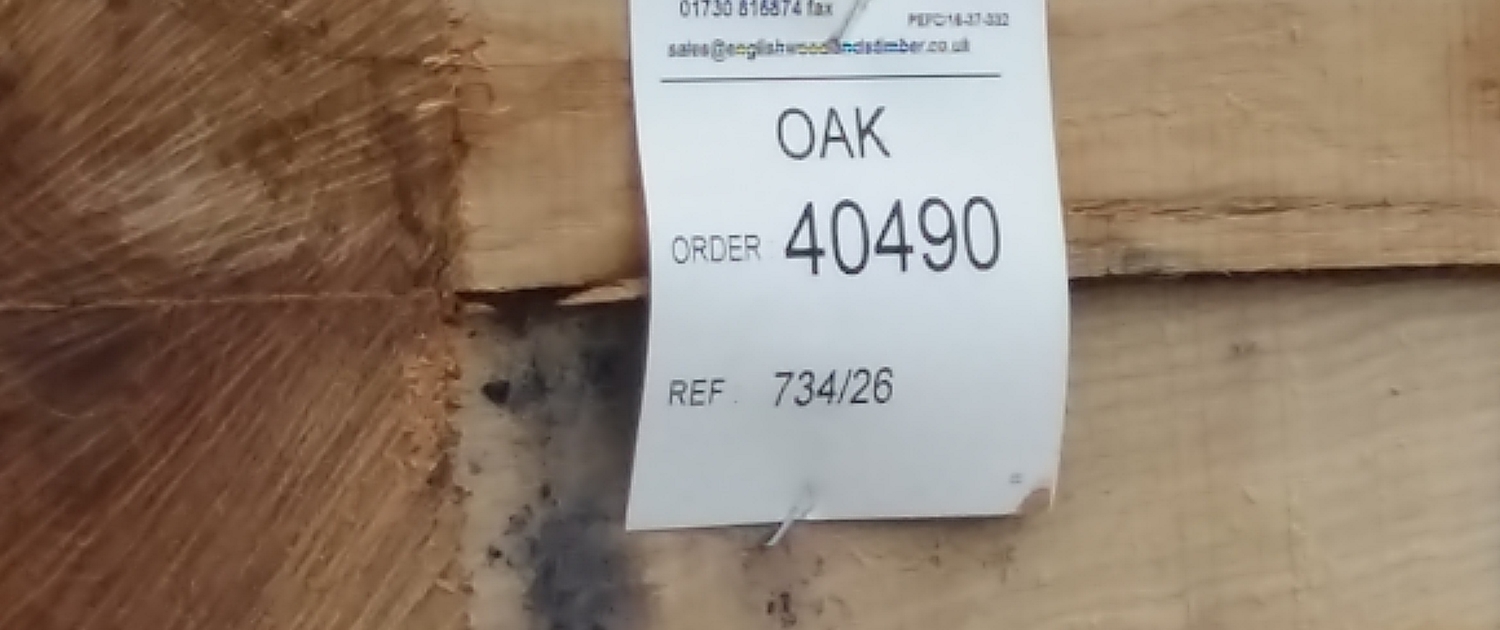 01730 816874 fax
PEFC/16-37-332
sales@englishwoodlandstimber.co.uk
OAK
ORDER : 40490
REF : 734/26